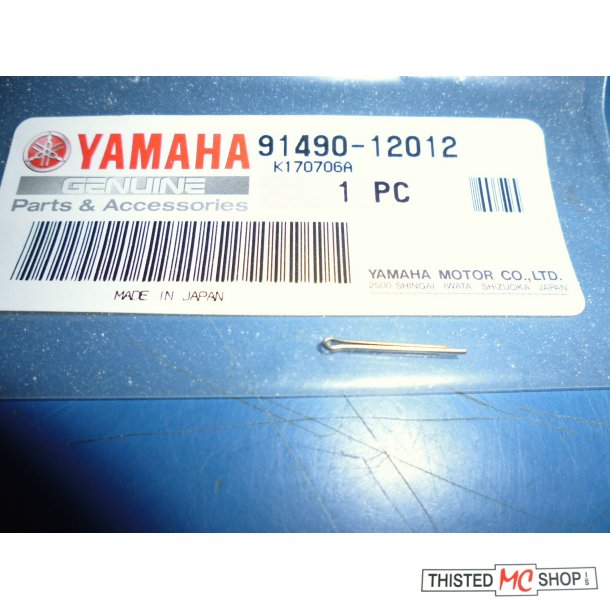 YAMAHA 91490-12012
K170706A
GENUINE
1 PC
Parts & Accessories
YAMAHA MOTOR CO.,LTD.
2500 SHINGAI, IWATA SHIZUOKA JAPAN
MADE IN JAPAN
THISTED MC SHOP I/S